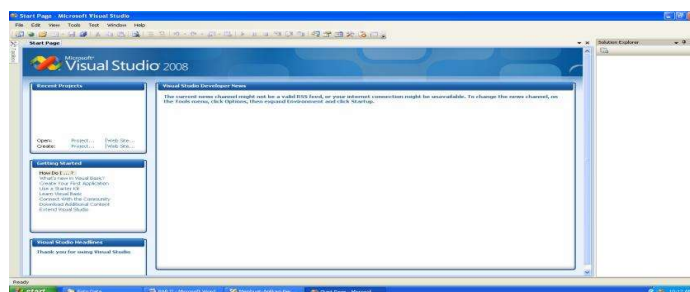 Start Page - Microsoft Visual Studio
File Edit View Tools Test Window Help
Start Page
Solution Explorer
Microsoft®
Visual Studio 2008
Recent Projects
Open: Project... Web Site...
Create: Project... Web Site...
Getting Started
How Do I ...?
What's new in Visual Basic?
Create Your First Application
Use a Starter Kit
Learn Visual Basic
Connect With the Community
Download Additional Content
Extend Visual Studio
Visual Studio Headlines
Thank you for using Visual Studio
Visual Studio Developer News
The current news channel might not be a valid RSS feed, or your internet connection might be unavailable. To change the news channel, on
the Tools menu, click Options, then expand Environment and click Startup.
Ready
start
Microsoft Word
Start Page - Microsof...